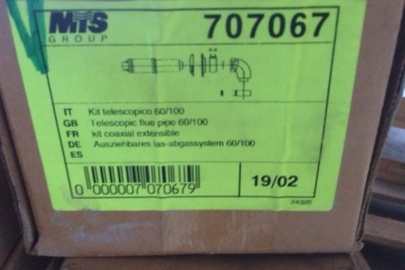 MTS 707067
GROUP
IT Kit telescopico 60/100
GB Telescopic flue pipe 60/100
FR kit coaxial extensible
DE Ausziehbares las-abgassystem 60/100
ES
0 000007 070679
19/02